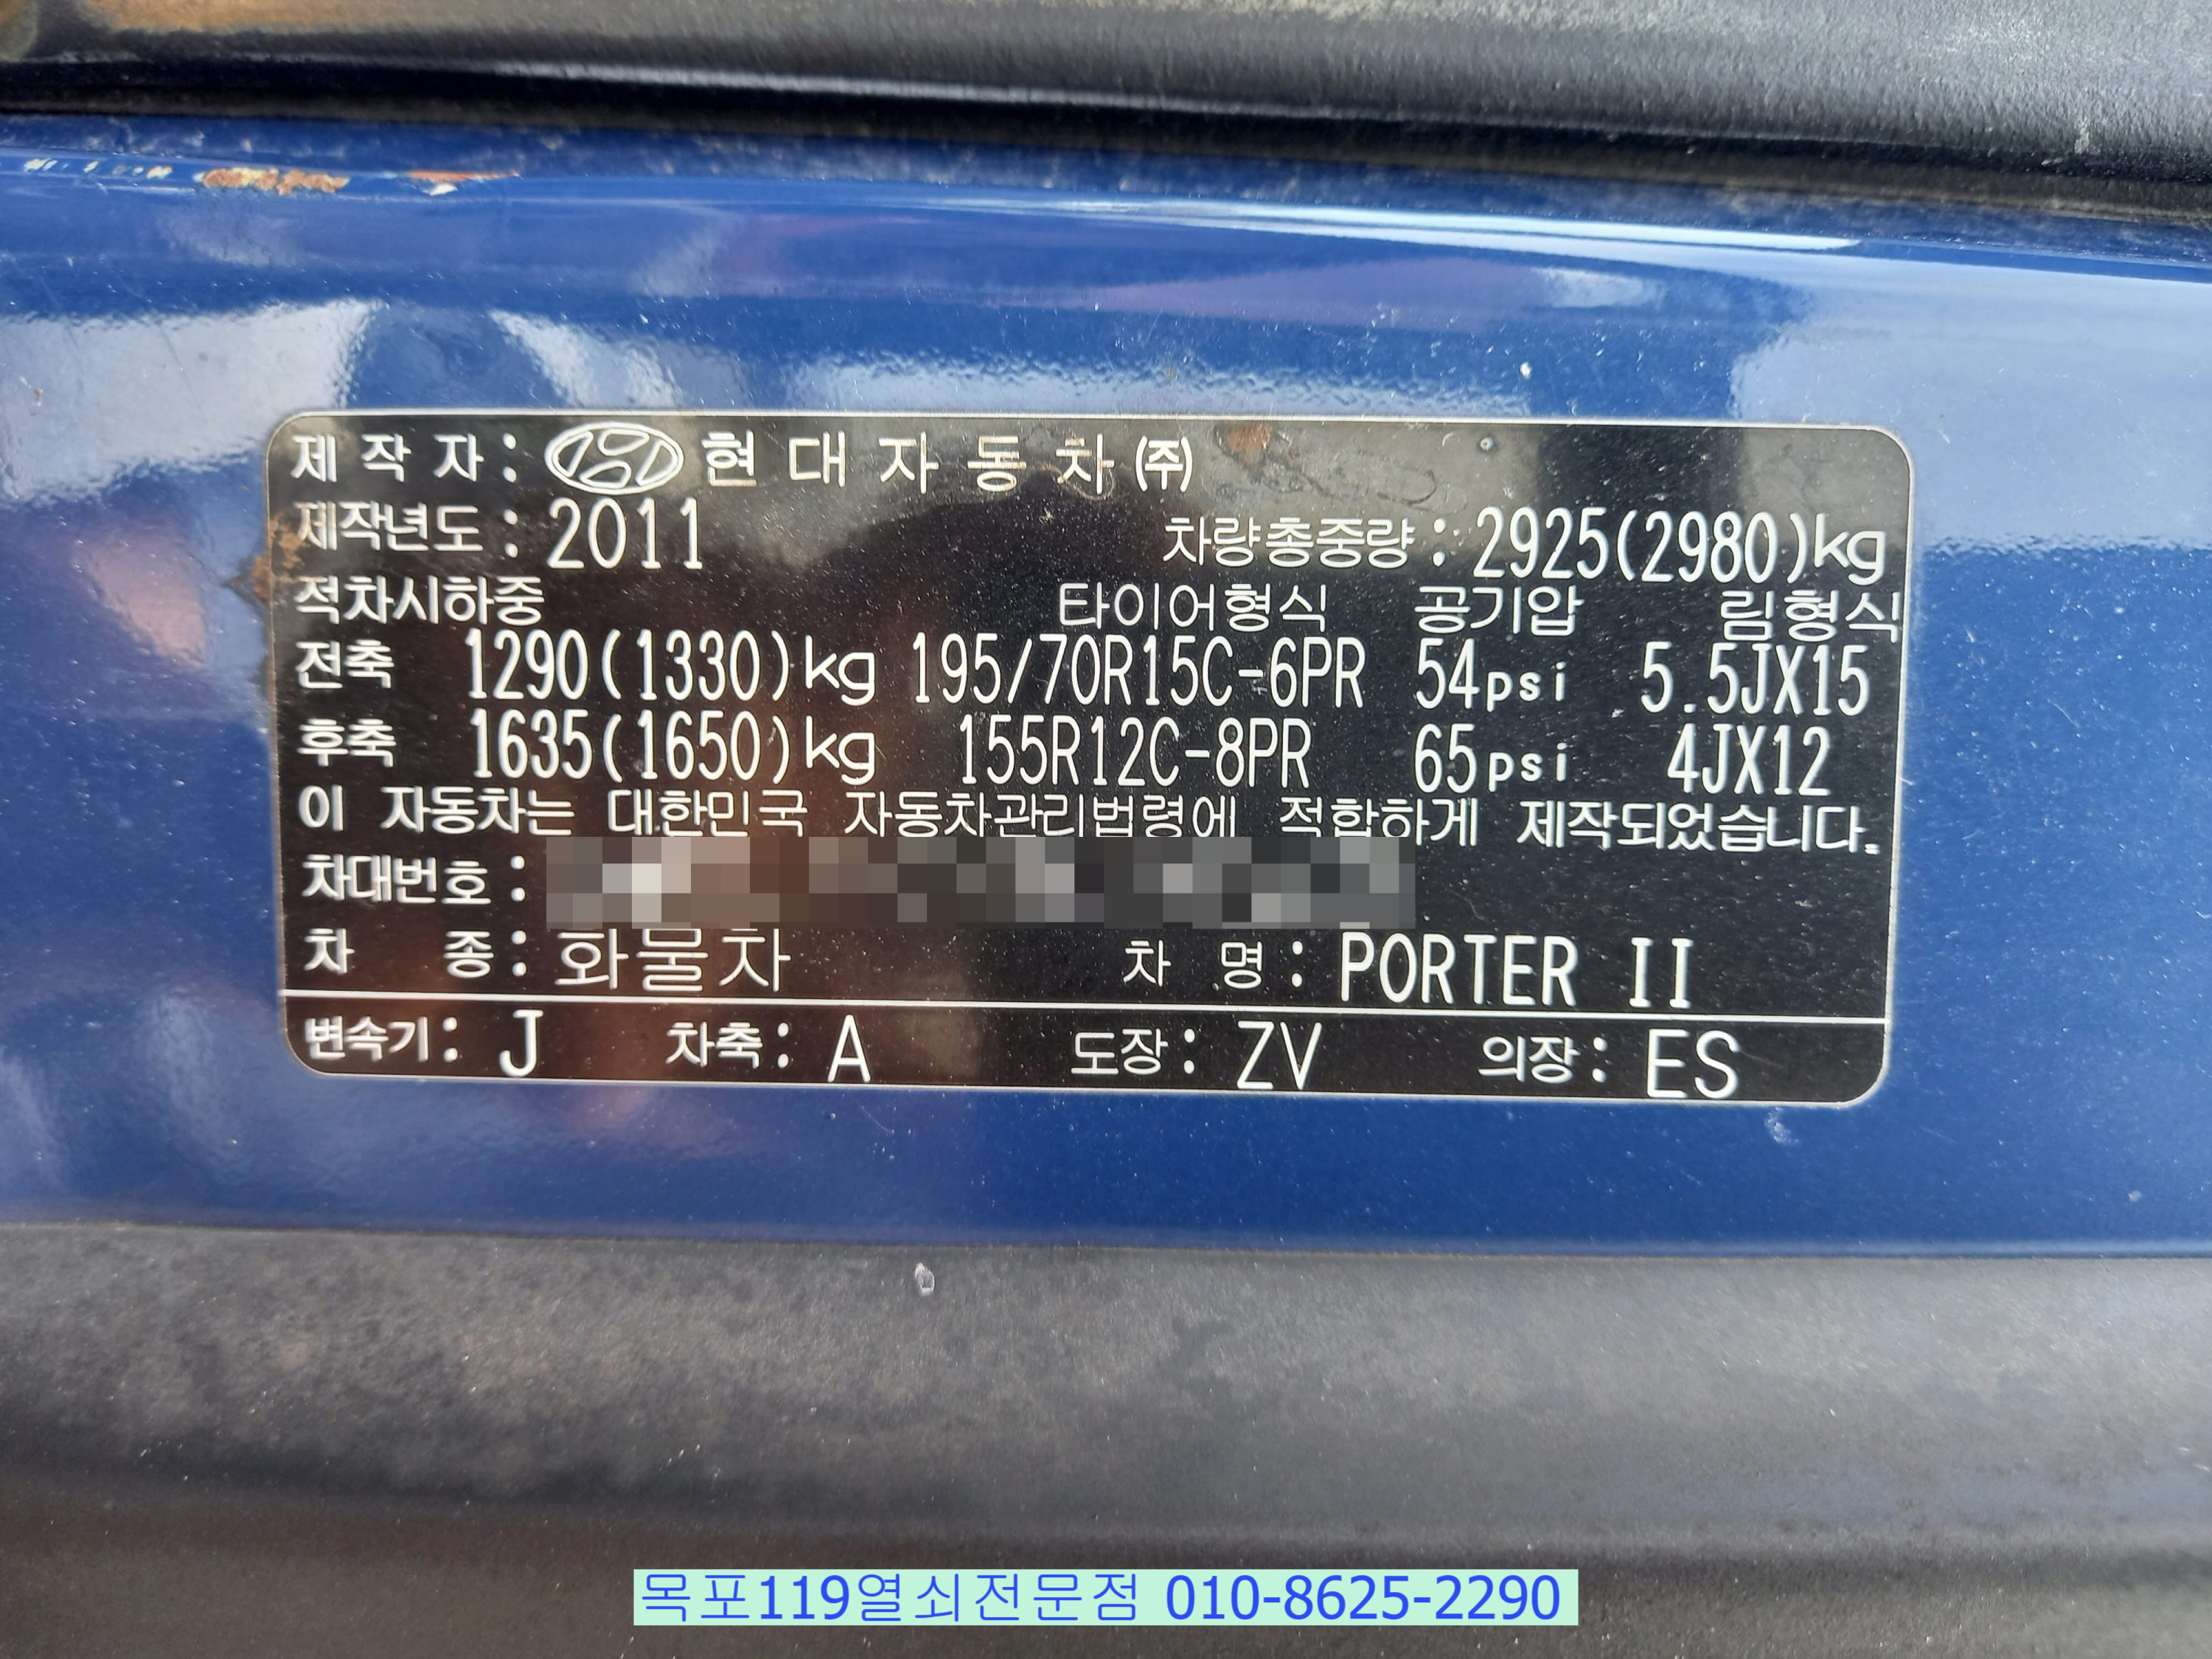 제 작 자 : 현 대 자 동 차 ㈜
제작년도 : 2011 차량총중량 : 2925(2980)kg
적차시하중 타이어형식 공기압 림형식
전축 1290(1330)kg 195/70R15C-6PR 54psi 5.5JX15
후축 1635(1650)kg 155R12C-8PR 65psi 4JX12
이 자동차는 대한민국 자동차관리법령에 적합하게 제작되었습니다.
차대번호 :
차 종 : 화물차 차 명 : PORTER II
변속기 : J 차축 : A 도장 : ZV 의장 : ES
목포119열쇠전문점 010-8625-2290